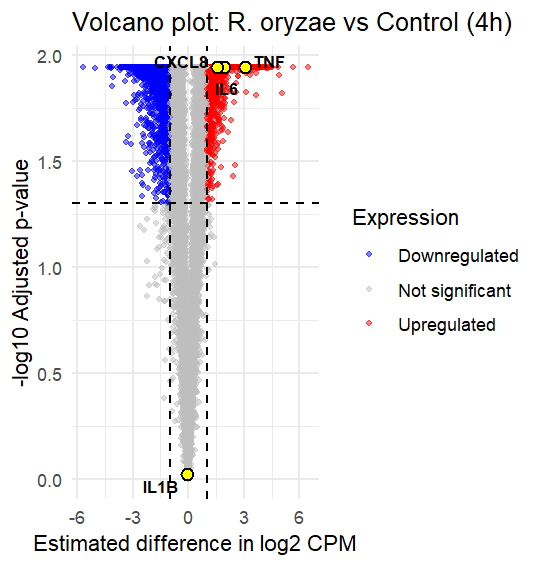 Volcano plot: R. oryzae vs Control (4h)
2.0
1.5
1.0
0.5
0.0
-log10 Adjusted p-value
CXCL8
TNF
IL6
IL1B
-6
-3
0
3
6
Estimated difference in log2 CPM
Expression
Downregulated
Not significant
Upregulated